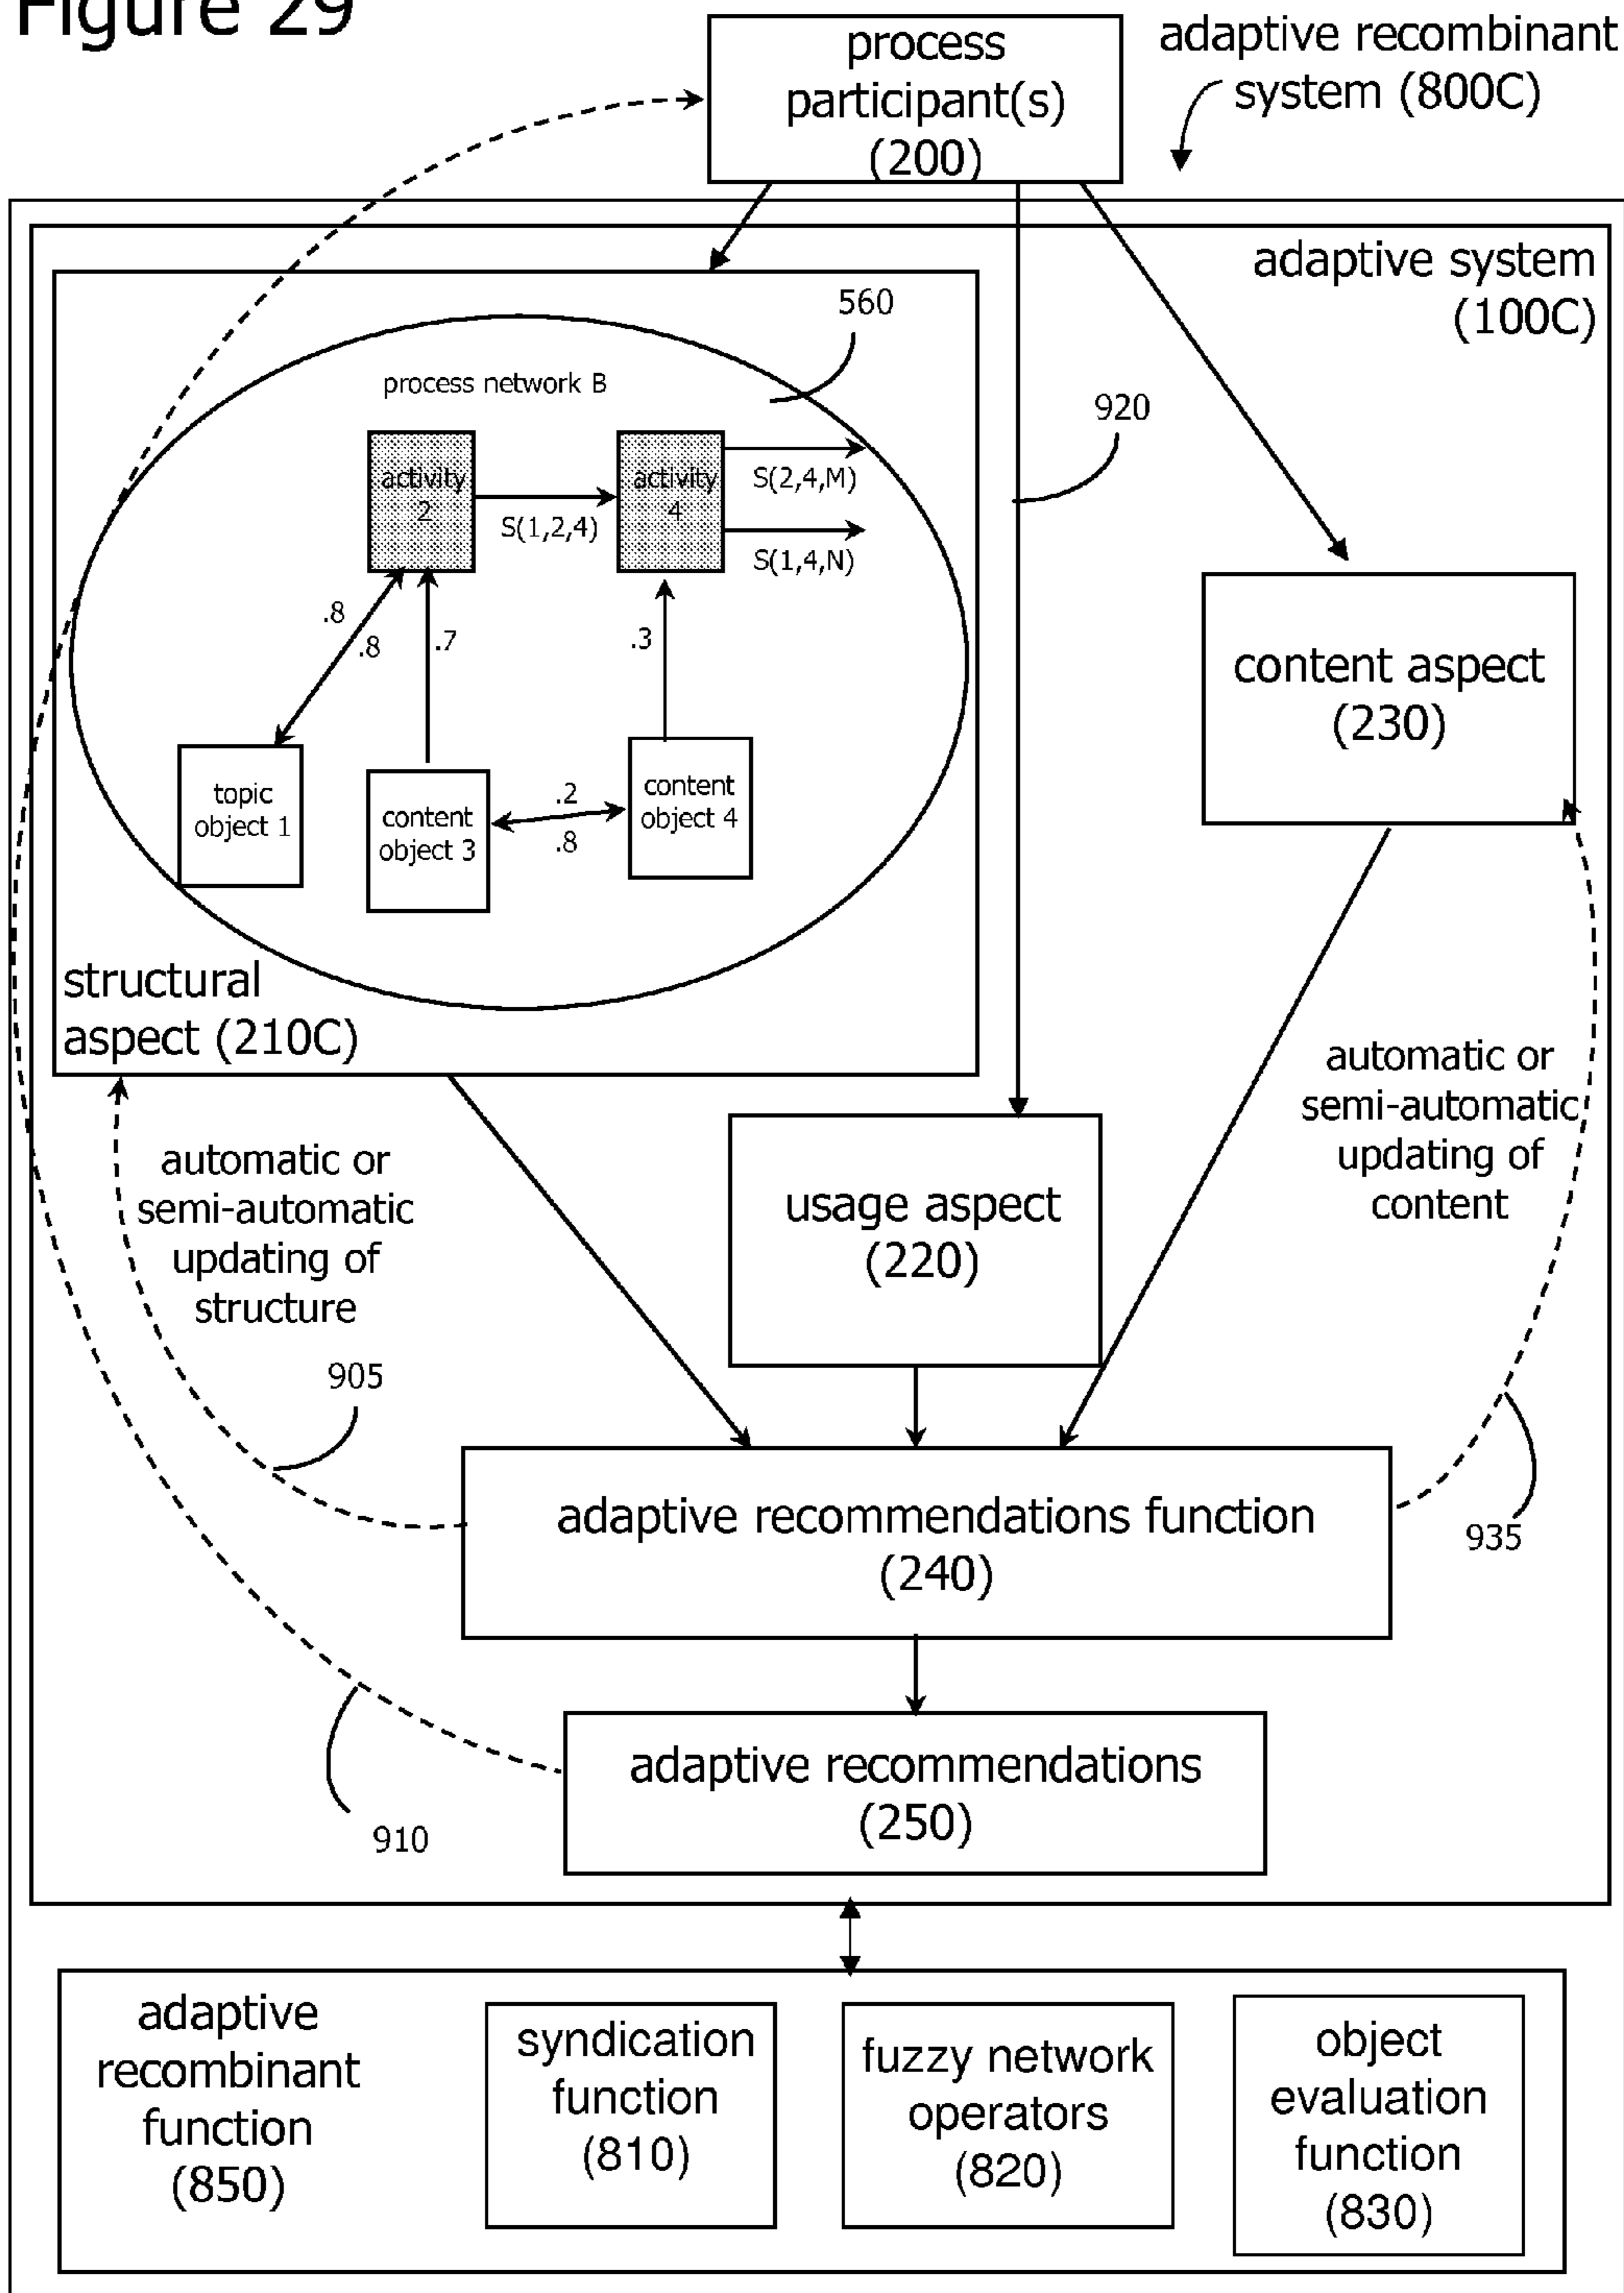 Figure 29
process
participant(s)
(200)
adaptive recombinant
system (800C)
adaptive system
(100C)
560
process network B
920
activity
2
activity
4
S(1,2,4)
S(2,4,M)
S(1,4,N)
.8
.8
.7
.3
content aspect
(230)
topic
object 1
content
object 3
.2
.8
content
object 4
structural
aspect (210C)
automatic or
semi-automatic
updating of
content
automatic or
semi-automatic
updating of
structure
usage aspect
(220)
905
adaptive recommendations function
(240)
935
adaptive recommendations
(250)
910
adaptive
recombinant
function
(850)
syndication
function
(810)
fuzzy network
operators
(820)
object
evaluation
function
(830)